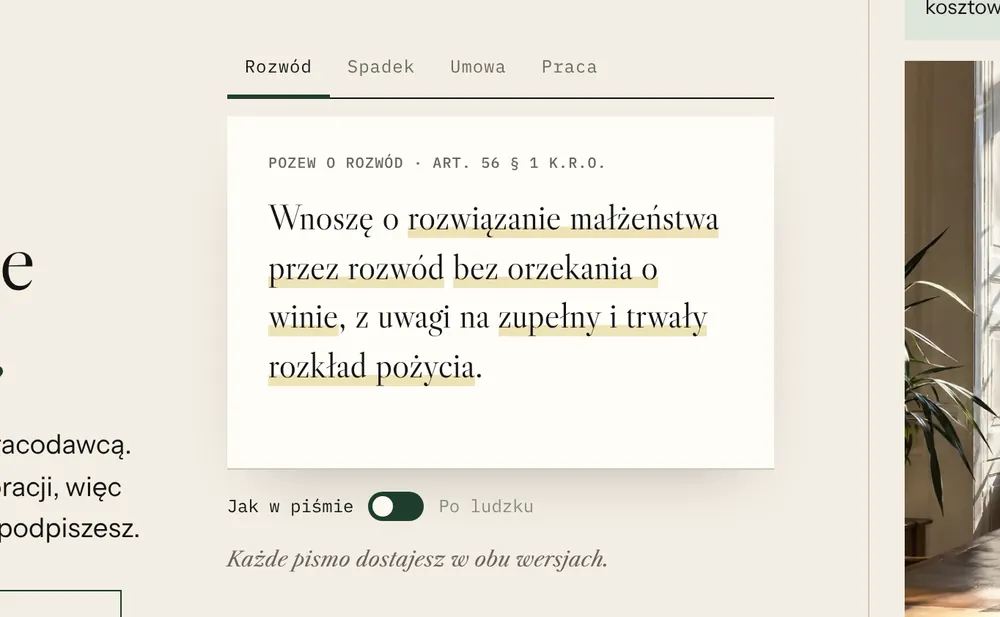 kosztow
Rozwód Spadek Umowa Praca
POZEW O ROZWÓD · ART. 56 § 1 K.R.O.
Wnoszę o rozwiązanie małżeństwa
przez rozwód bez orzekania o
winie, z uwagi na zupełny i trwały
rozkład pożycia.
e
racodawcą.
racji, więc
podpiszesz.
Jak w piśmie Po ludzku
Każde pismo dostajesz w obu wersjach.